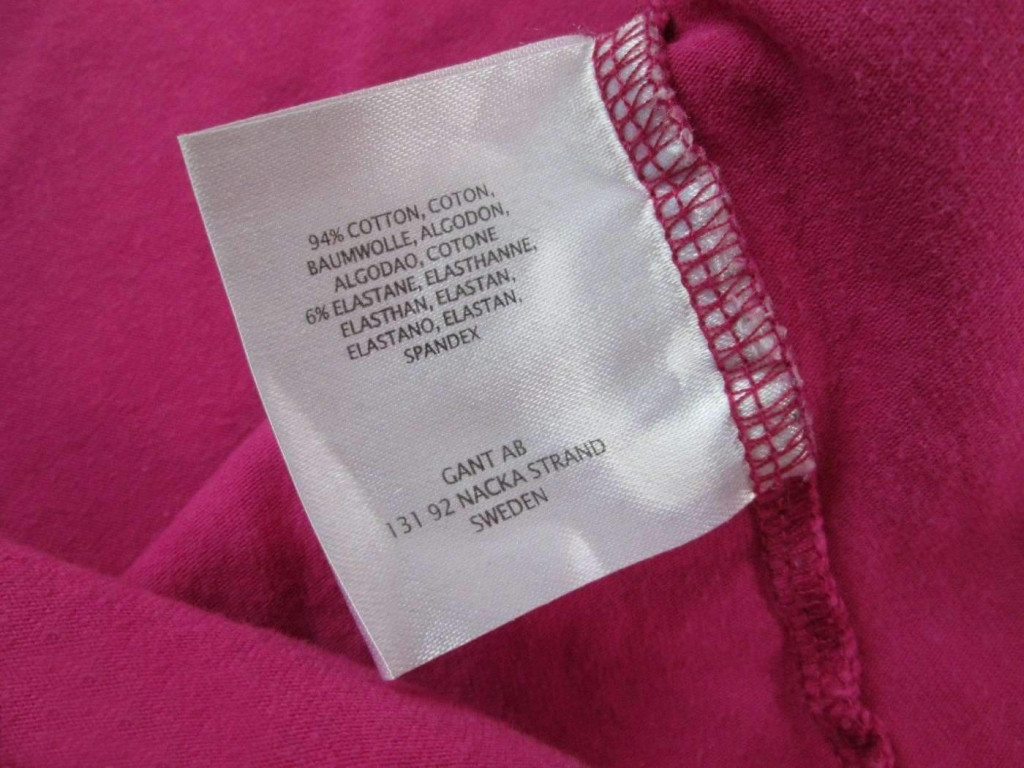 94% COTTON, COTON,
BAUMWOLLE, ALGODON,
ALGODAO, COTONE
6% ELASTANE, ELASTHANNE,
ELASTHAN, ELASTAN,
ELASTANO, ELASTAN,
SPANDEX
GANT AB
131 92 NACKA STRAND
SWEDEN